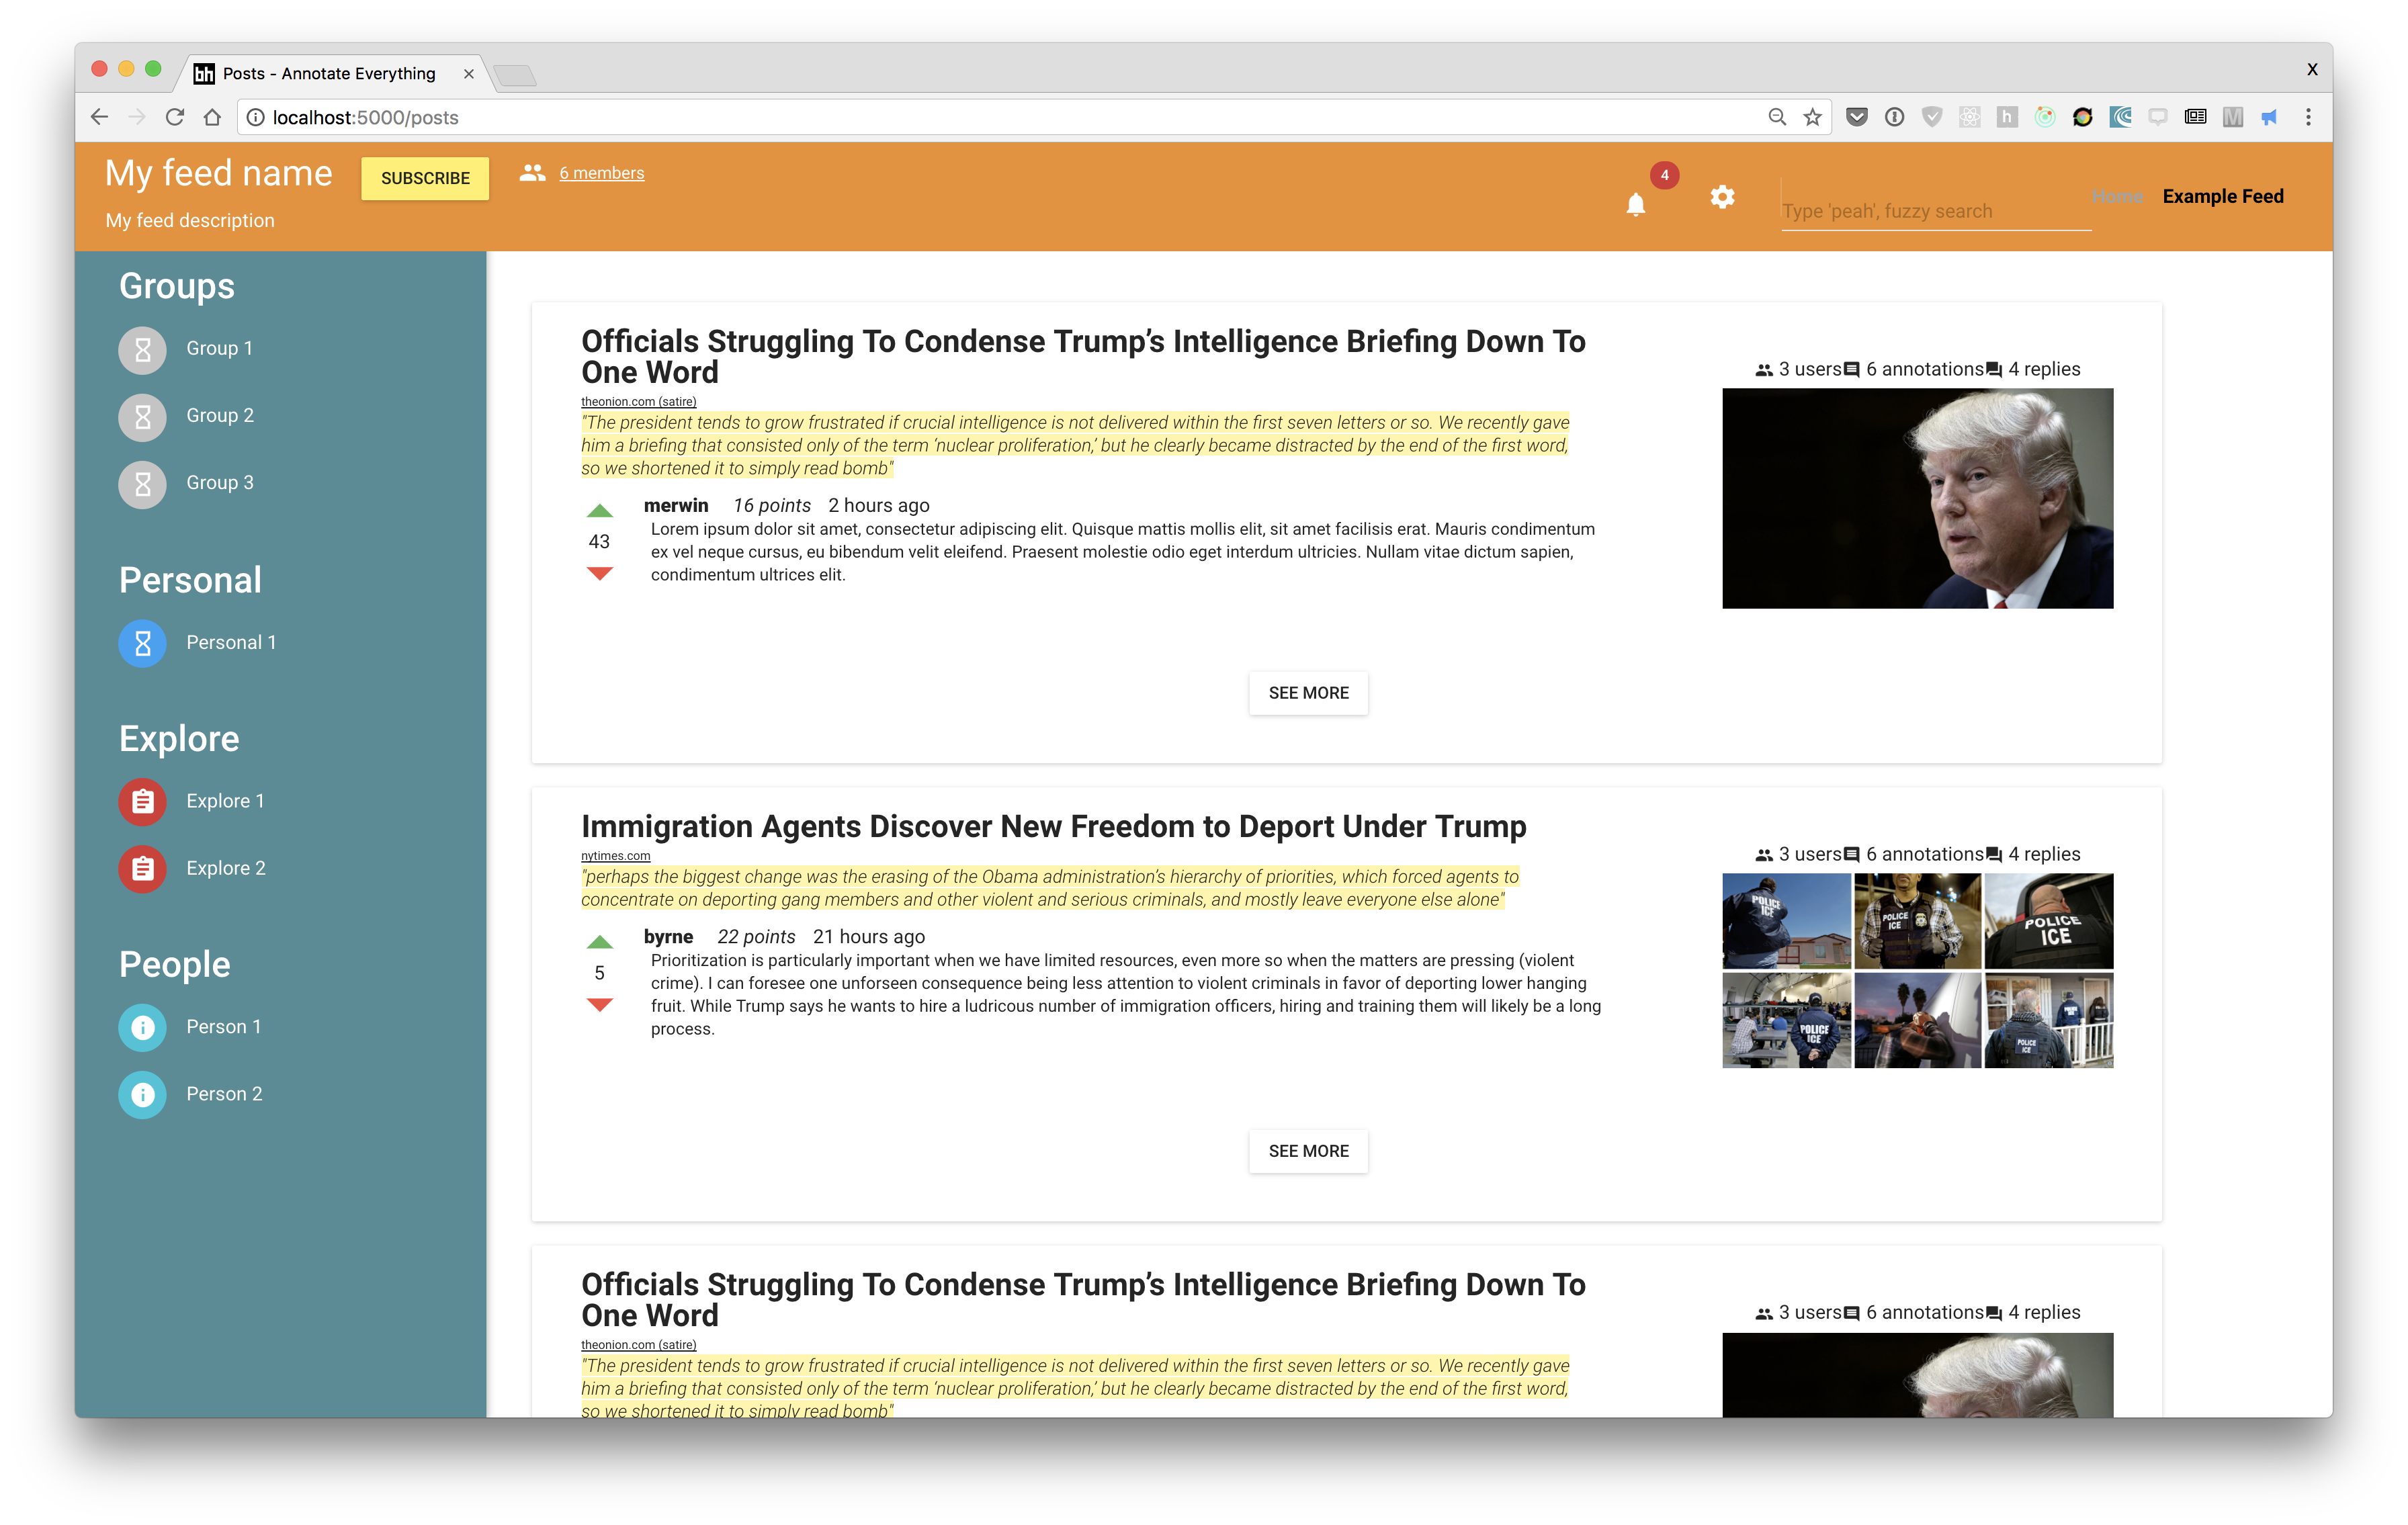 Posts - Annotate Everything
x
localhost:5000/posts
My feed name
SUBSCRIBE
6 members
4
Type 'peah', fuzzy search
Home
Example Feed
My feed description
Groups
Group 1
Group 2
Group 3
Personal
Personal 1
Explore
Explore 1
Explore 2
People
Person 1
Person 2
Officials Struggling To Condense Trump’s Intelligence Briefing Down To
One Word
theonion.com (satire)
"The president tends to grow frustrated if crucial intelligence is not delivered within the first seven letters or so. We recently gave
him a briefing that consisted only of the term ‘nuclear proliferation,’ but he clearly became distracted by the end of the first word,
so we shortened it to simply read bomb"
43
merwin 16 points 2 hours ago
Lorem ipsum dolor sit amet, consectetur adipiscing elit. Quisque mattis mollis elit, sit amet facilisis erat. Mauris condimentum
ex vel neque cursus, eu bibendum velit eleifend. Praesent molestie odio eget interdum ultricies. Nullam vitae dictum sapien,
condimentum ultrices elit.
3 users 6 annotations 4 replies
SEE MORE
Immigration Agents Discover New Freedom to Deport Under Trump
nytimes.com
"perhaps the biggest change was the erasing of the Obama administration’s hierarchy of priorities, which forced agents to
concentrate on deporting gang members and other violent and serious criminals, and mostly leave everyone else alone"
5
byrne 22 points 21 hours ago
Prioritization is particularly important when we have limited resources, even more so when the matters are pressing (violent
crime). I can foresee one unforseen consequence being less attention to violent criminals in favor of deporting lower hanging
fruit. While Trump says he wants to hire a ludricous number of immigration officers, hiring and training them will likely be a long
process.
3 users 6 annotations 4 replies
POLICE
ICE
POLICE
ICE
POLICE
ICE
POLICE
ICE
POLICE
ICE
SEE MORE
Officials Struggling To Condense Trump’s Intelligence Briefing Down To
One Word
theonion.com (satire)
"The president tends to grow frustrated if crucial intelligence is not delivered within the first seven letters or so. We recently gave
him a briefing that consisted only of the term ‘nuclear proliferation,’ but he clearly became distracted by the end of the first word,
so we shortened it to simply read bomb"
3 users 6 annotations 4 replies